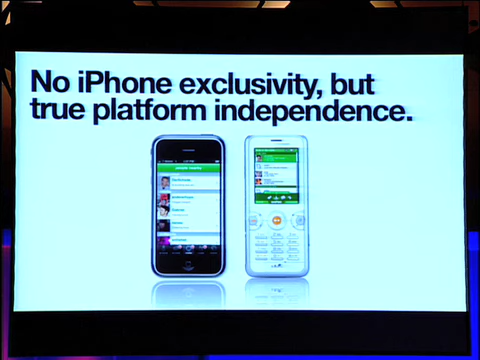 No iPhone exclusivity, but
true platform independence.